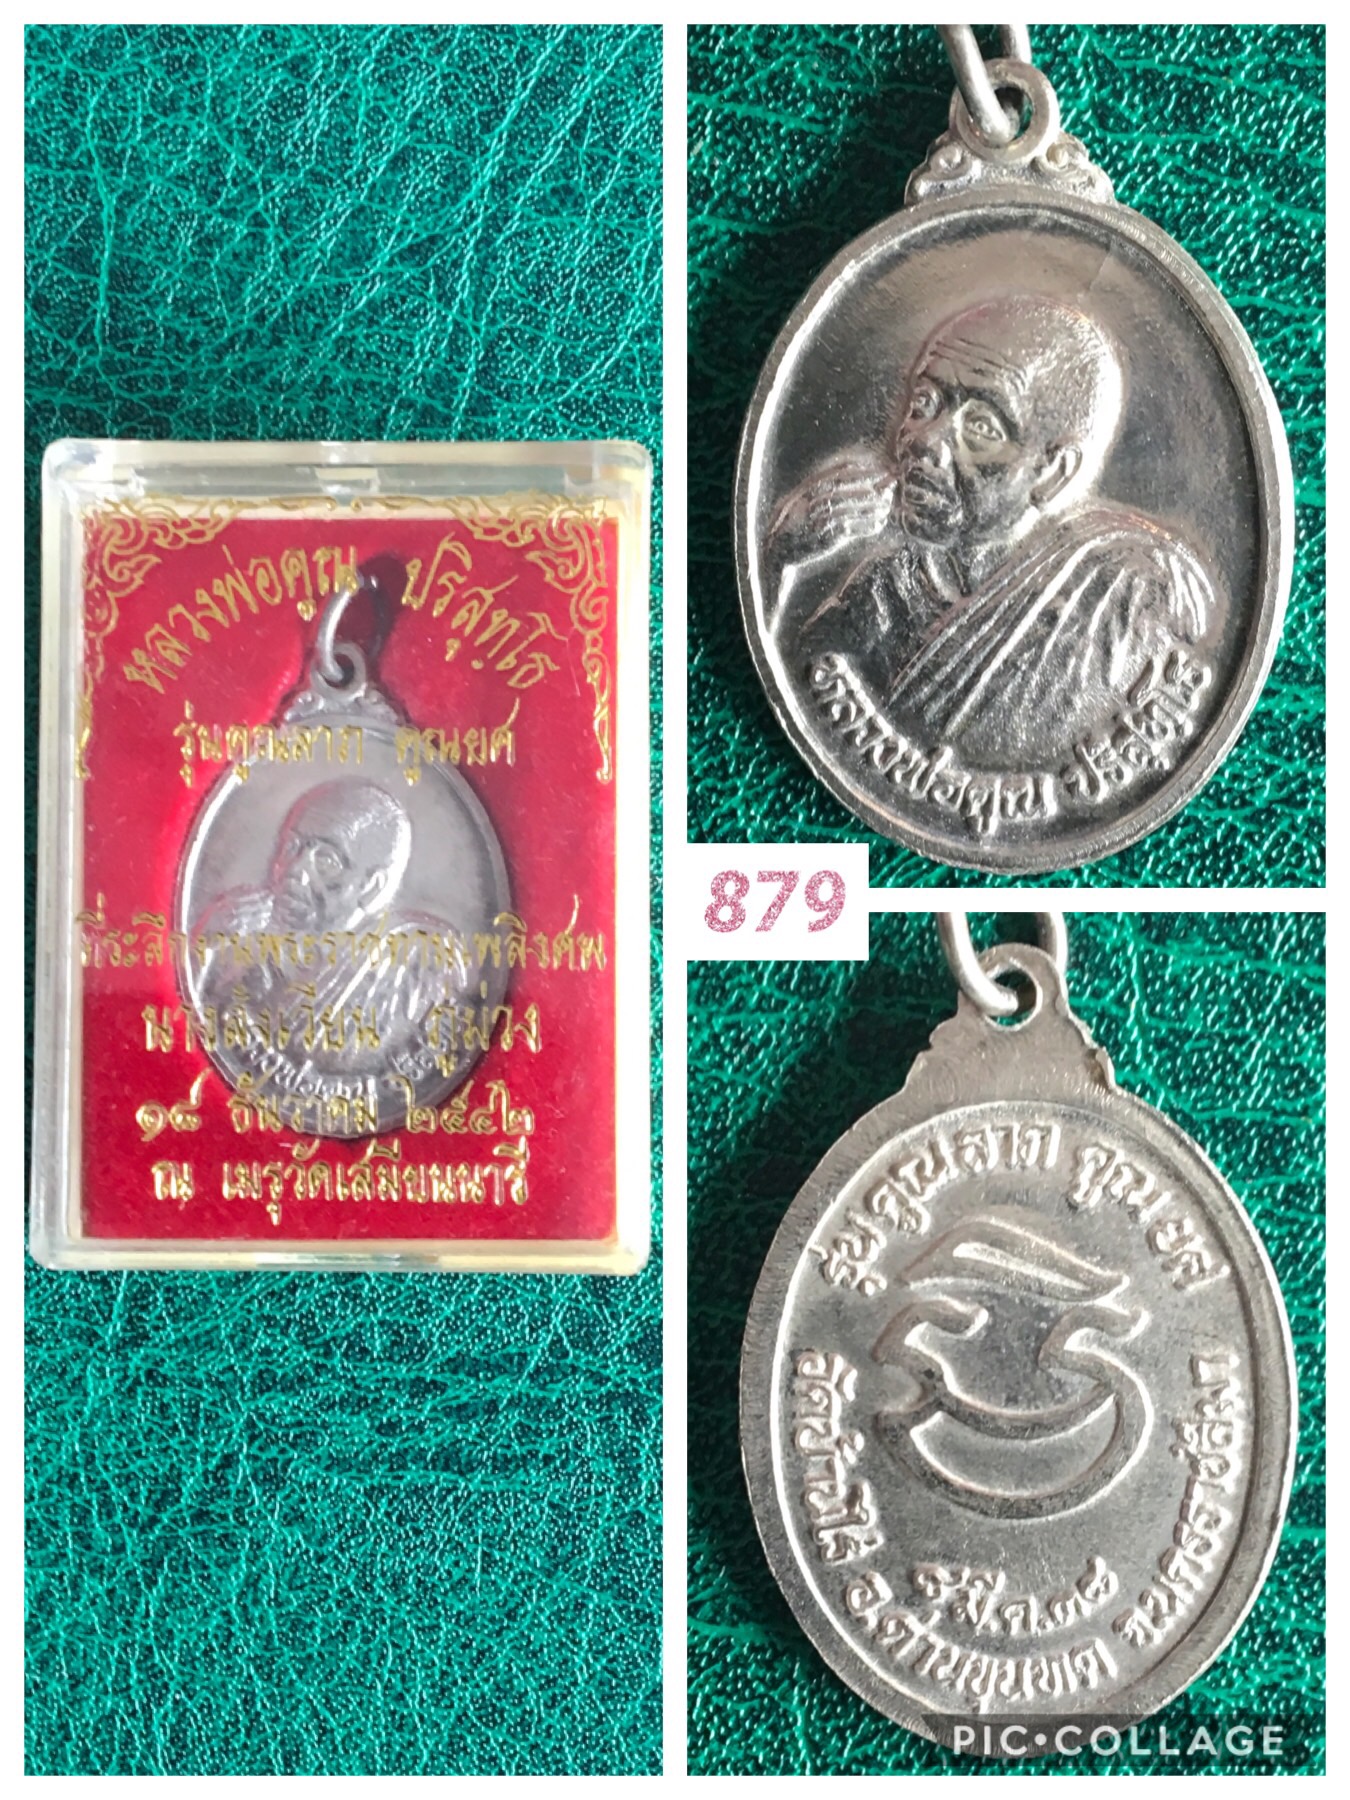 หลวงพ่อคูณ ปริสุทฺโธ
รุ่นคูณลาภ คูณยศ
ที่ระลึกงานพระราชทานเพลิงศพ
นางสังเวียน ภู่ม่วง
๑๘ ธันวาคม ๒๕๔๒
ณ เมรุวัดเสมียนนารี
หลวงพ่อคูณ ปริสุทฺโธ
879
รุ่นคูณลาภ คูณยศ
๕ มี.ค.๓๘
วัดบ้านไร่ อ.ด่านขุนทด จ.นครราชสีมา
PIC•COLLAGE